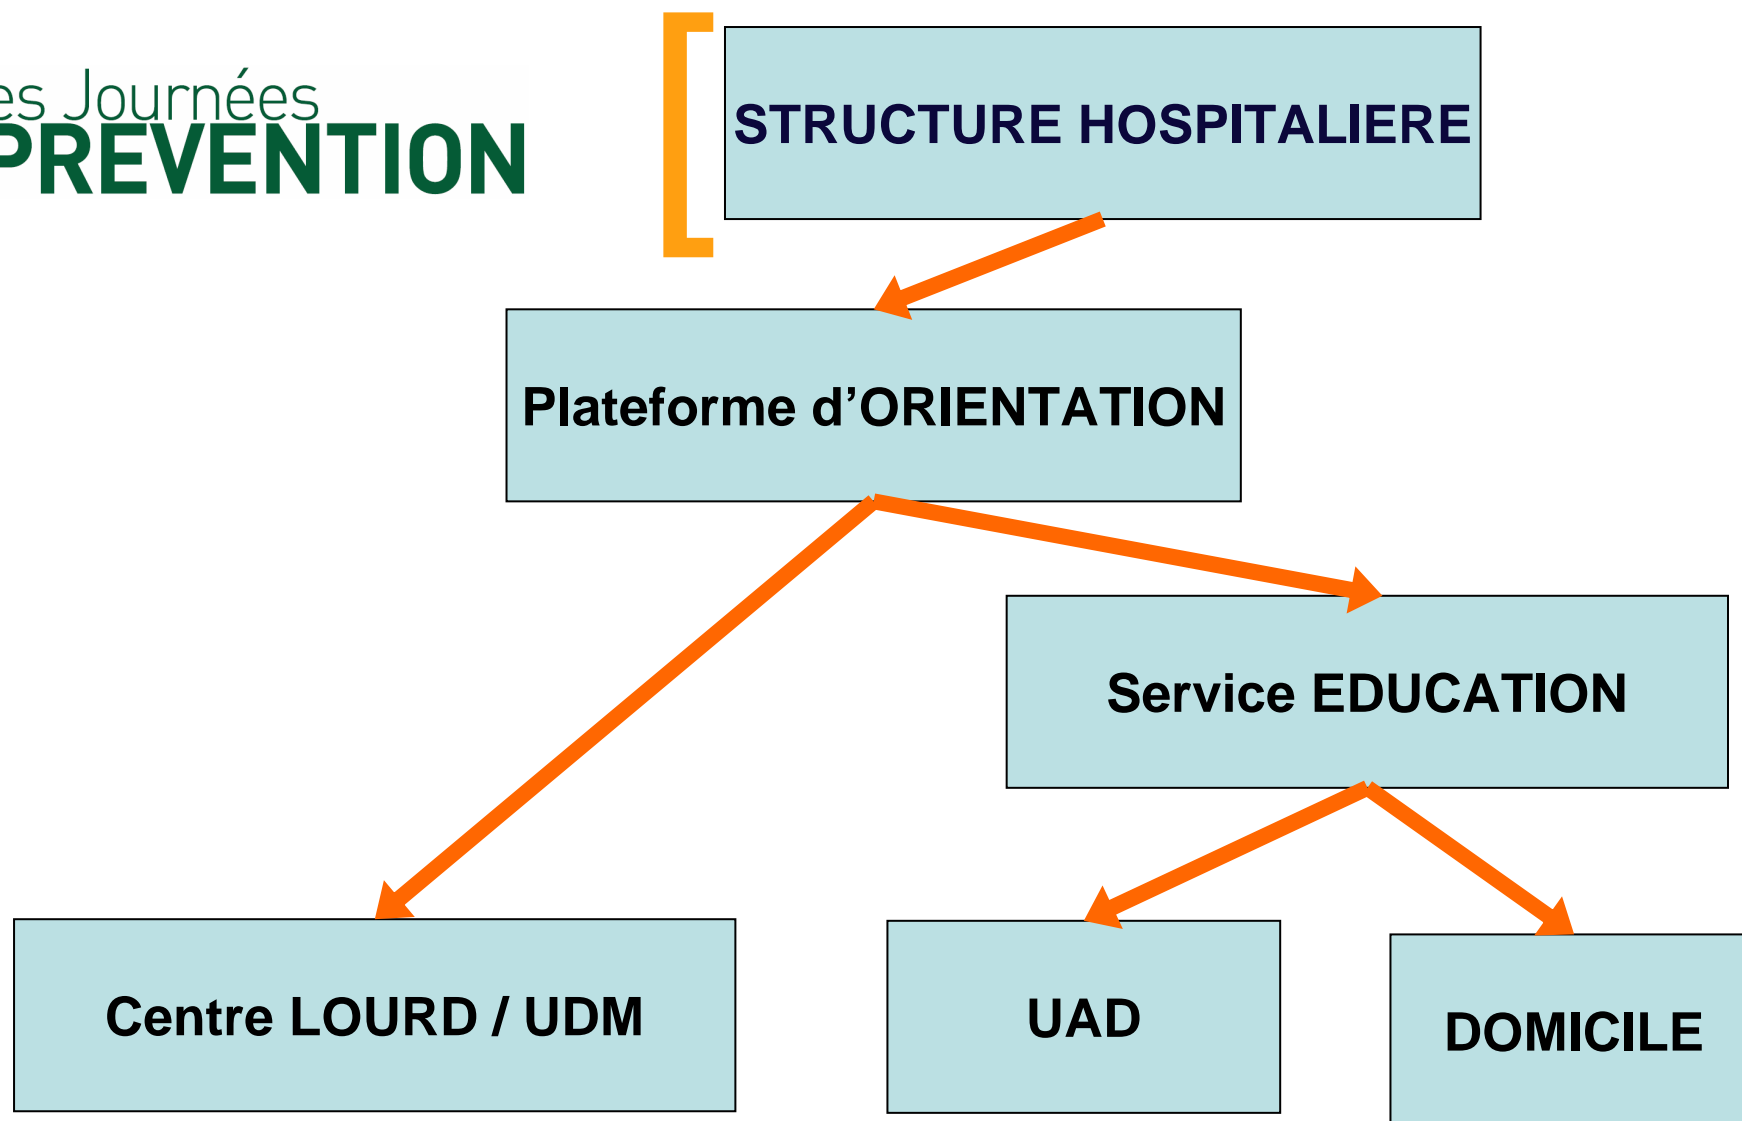 es Journées
PREVENTION
STRUCTURE HOSPITALIERE
Plateforme d’ORIENTATION
Service EDUCATION
Centre LOURD / UDM
UAD
DOMICILE